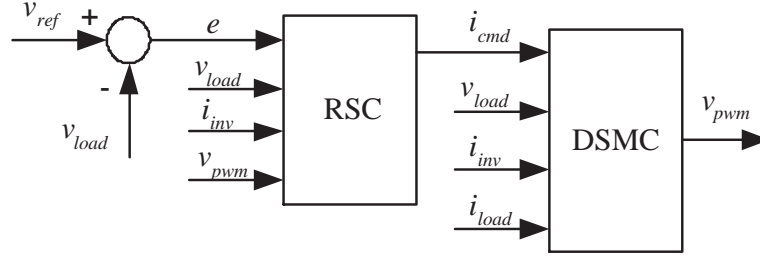 v_ref
+
-
v_load
e
v_load
i_inv
v_pwm
RSC
i_cmd
v_load
i_inv
i_load
DSMC
v_pwm